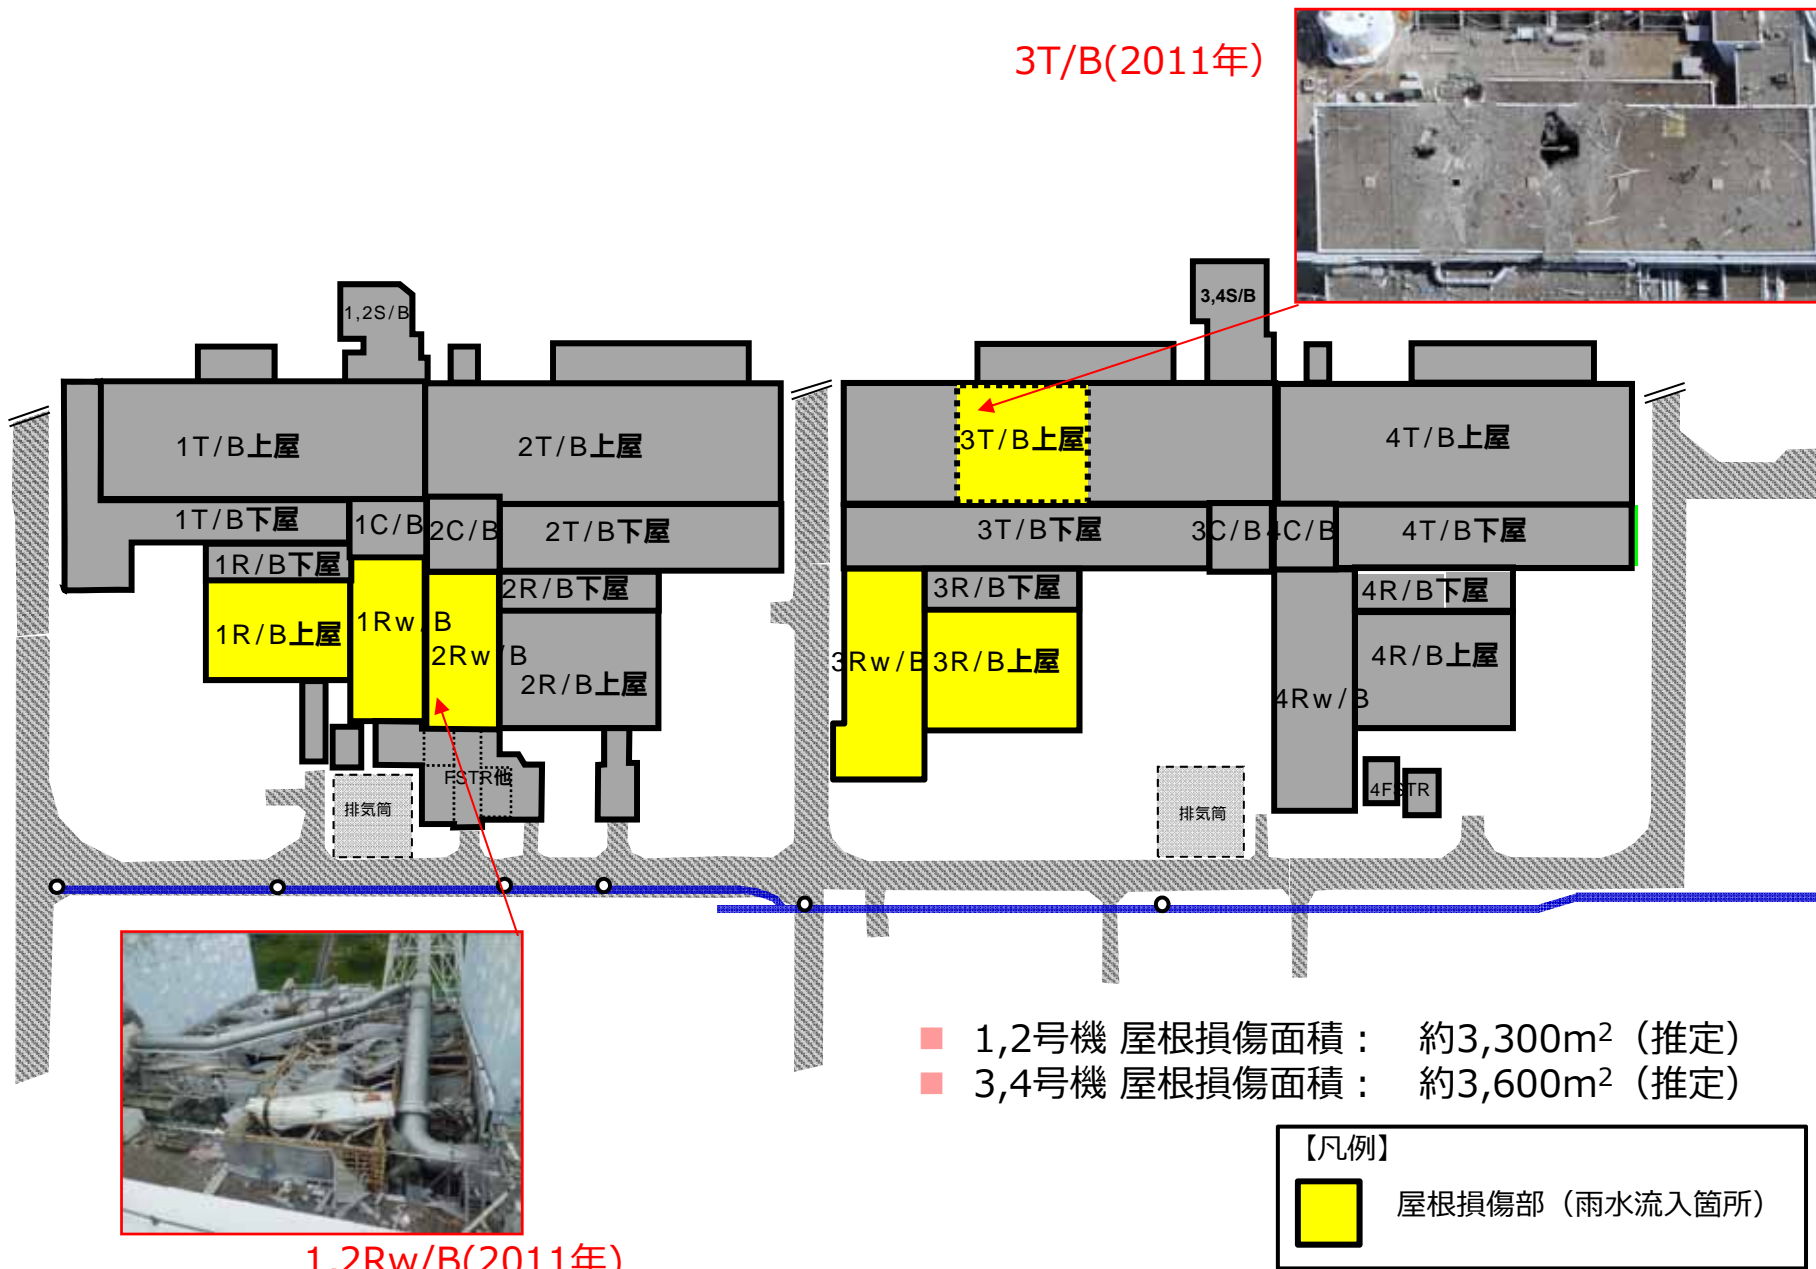 3T/B(2011年)
1,2S/B
3,4S/B
1T/B上屋
2T/B上屋
3T/B上屋
4T/B上屋
1T/B下屋
1C/B
2C/B
2T/B下屋
3T/B下屋
3C/B
4C/B
4T/B下屋
1R/B下屋
2R/B下屋
3R/B下屋
4R/B下屋
1R/B上屋
1Rw/B
2Rw/B
2R/B上屋
3Rw/B
3R/B上屋
4Rw/B
4R/B上屋
FSTR他
4FSTR
排気筒
排気筒
1,2号機 屋根損傷面積： 約3,300m²（推定）
3,4号機 屋根損傷面積： 約3,600m²（推定）
【凡例】
屋根損傷部（雨水流入箇所）
1,2Rw/B(2011年)